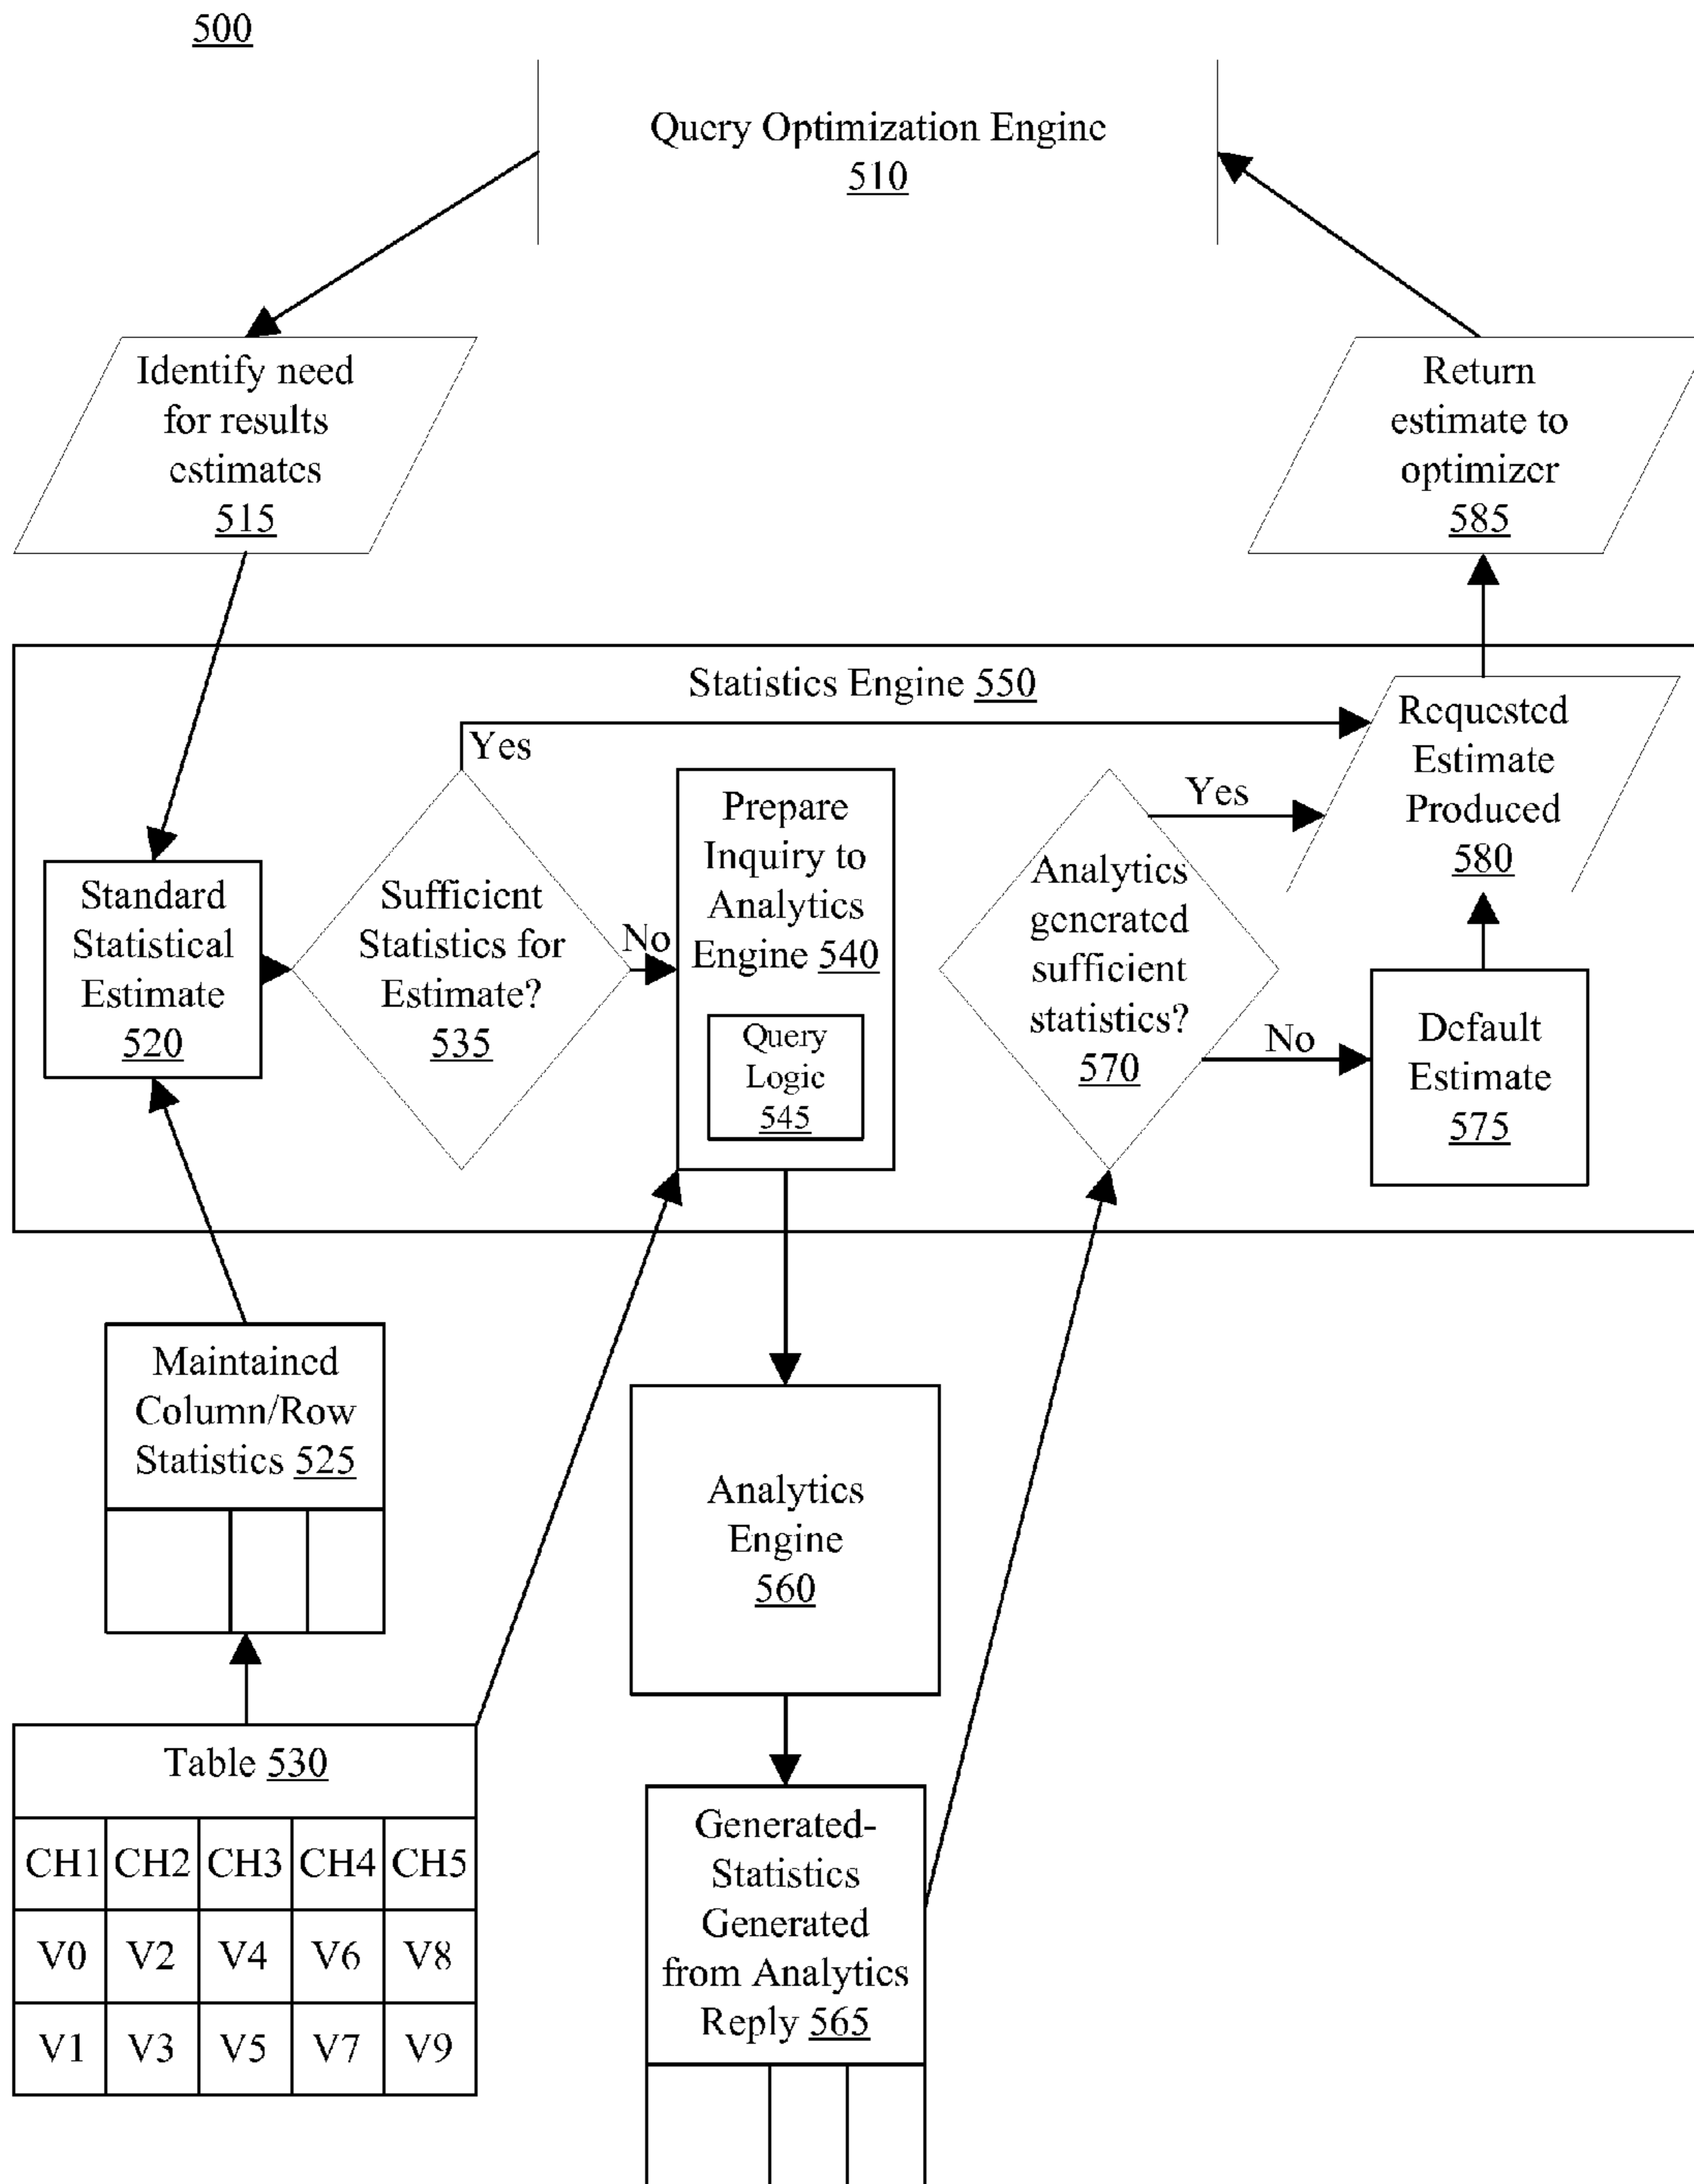 500
Query Optimization Engine
510
Identify need
for results
estimates
515
Return
estimate to
optimizer
585
Statistics Engine 550
Yes
Requested
Estimate
Produced
580
Standard
Statistical
Estimate
520
Sufficient
Statistics for
Estimate?
535
No
Prepare
Inquiry to
Analytics
Engine 540
Query
Logic
545
Analytics
generated
sufficient
statistics?
570
Yes
No
Default
Estimate
575
Maintained
Column/Row
Statistics 525
Analytics
Engine
560
Table 530
CH1 CH2 CH3 CH4 CH5
V0 V2 V4 V6 V8
V1 V3 V5 V7 V9
Generated-
Statistics
Generated
from Analytics
Reply 565